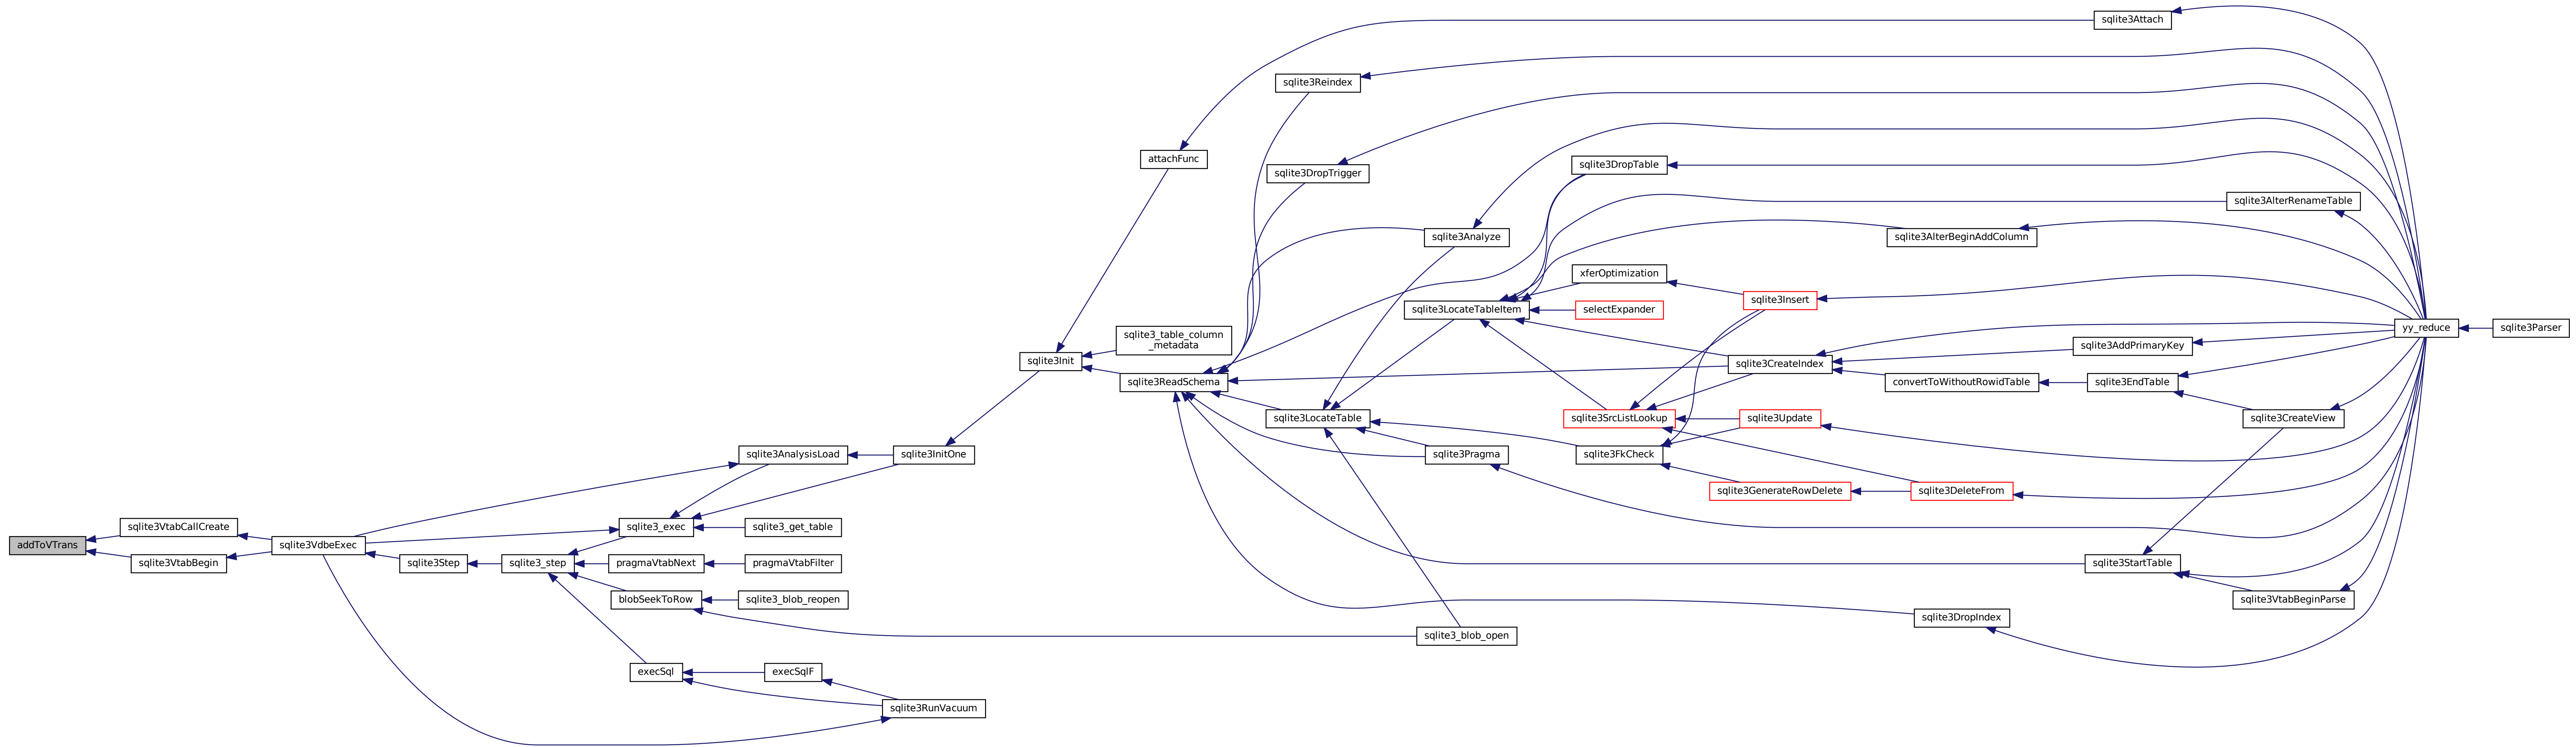 addToVTrans
sqlite3VtabCallCreate
sqlite3VtabBegin
sqlite3VdbeExec
sqlite3Step
sqlite3_step
sqlite3_exec
pragmaVtabNext
blobSeekToRow
execSql
sqlite3AnalysisLoad
sqlite3_get_table
pragmaVtabFilter
sqlite3_blob_reopen
execSqlF
sqlite3InitOne
sqlite3RunVacuum
sqlite3Init
attachFunc
sqlite3_table_column
_metadata
sqlite3ReadSchema
sqlite3Reindex
sqlite3DropTrigger
sqlite3LocateTable
sqlite3Analyze
sqlite3LocateTableItem
sqlite3Pragma
sqlite3_blob_open
sqlite3DropTable
xferOptimization
selectExpander
sqlite3SrcListLookup
sqlite3FkCheck
sqlite3Insert
sqlite3CreateIndex
sqlite3Update
sqlite3GenerateRowDelete
sqlite3AlterBeginAddColumn
convertToWithoutRowidTable
sqlite3DeleteFrom
sqlite3DropIndex
sqlite3Attach
sqlite3AddPrimaryKey
sqlite3EndTable
sqlite3StartTable
sqlite3AlterRenameTable
sqlite3CreateView
sqlite3VtabBeginParse
yy_reduce
sqlite3Parser